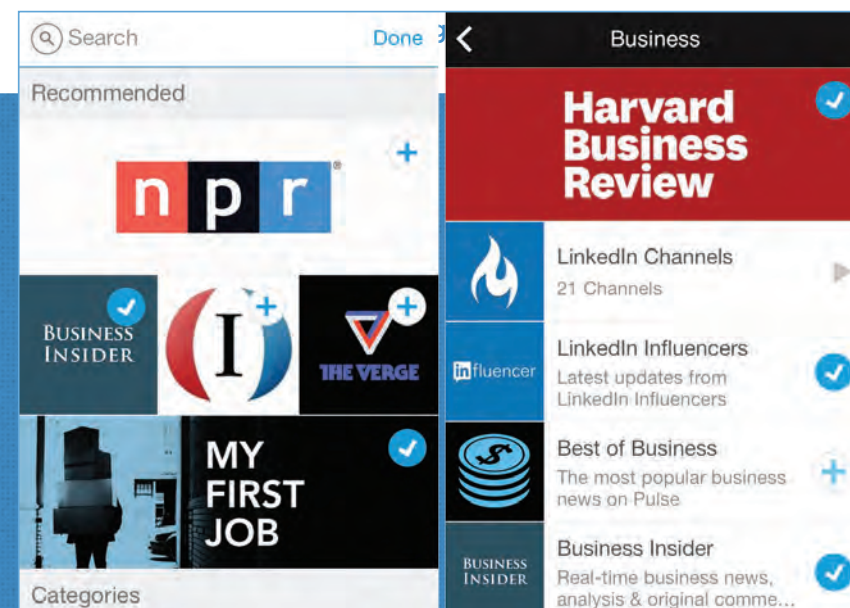 Search
Done
Recommended
npr®
BUSINESS
INSIDER
I
THE VERGE
MY
FIRST
JOB
Categories
Business
Harvard
Business
Review
LinkedIn Channels
21 Channels
influencer
LinkedIn Influencers
Latest updates from
LinkedIn Influencers
Best of Business
The most popular business
news on Pulse
BUSINESS
INSIDER
Business Insider
Real-time business news,
analysis & original comme...